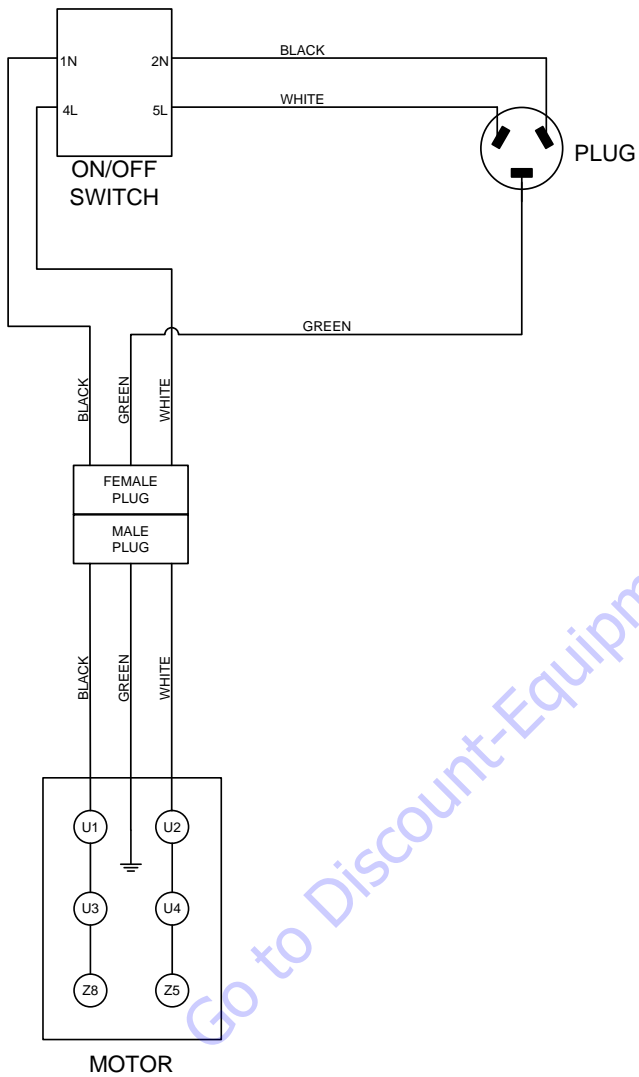 1N
2N
BLACK
4L
5L
WHITE
ON/OFF
SWITCH
PLUG
GREEN
BLACK
GREEN
WHITE
FEMALE
PLUG
MALE
PLUG
BLACK
GREEN
WHITE
U1
U2
U3
U4
Z8
Z5
MOTOR
Go to Discount-Equipm